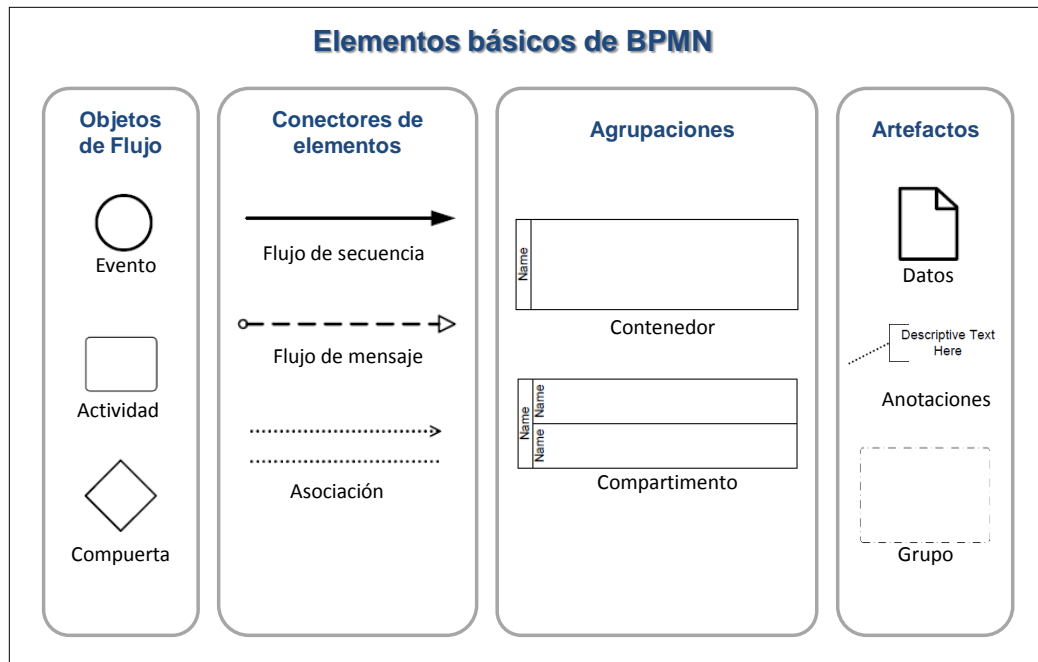 Elementos básicos de BPMN
Objetos
de Flujo
Evento
Actividad
Compuerta
Conectores de
elementos
Flujo de secuencia
Flujo de mensaje
Asociación
Agrupaciones
Name
Contenedor
Name
Name
Name
Compartimento
Artefactos
Datos
Descriptive Text
Here
Anotaciones
Grupo